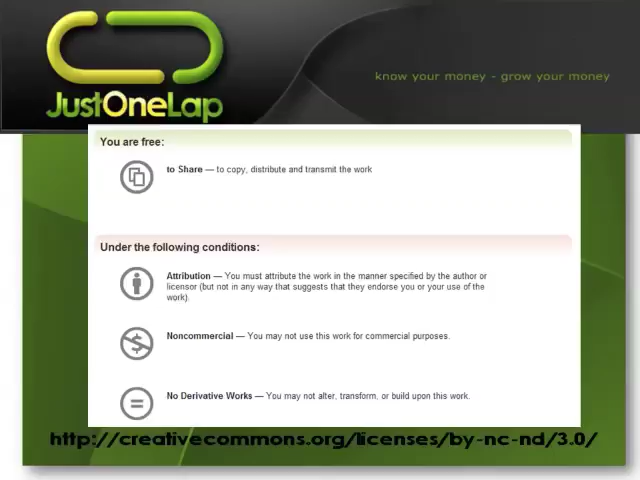 JustOneLap
know your money - grow your money
You are free:
to Share — to copy, distribute and transmit the work
Under the following conditions:
Attribution — You must attribute the work in the manner specified by the author or
licensor (but not in any way that suggests that they endorse you or your use of the
work).
Noncommercial — You may not use this work for commercial purposes.
No Derivative Works — You may not alter, transform, or build upon this work.
http://creativecommons.org/licenses/by-nc-nd/3.0/